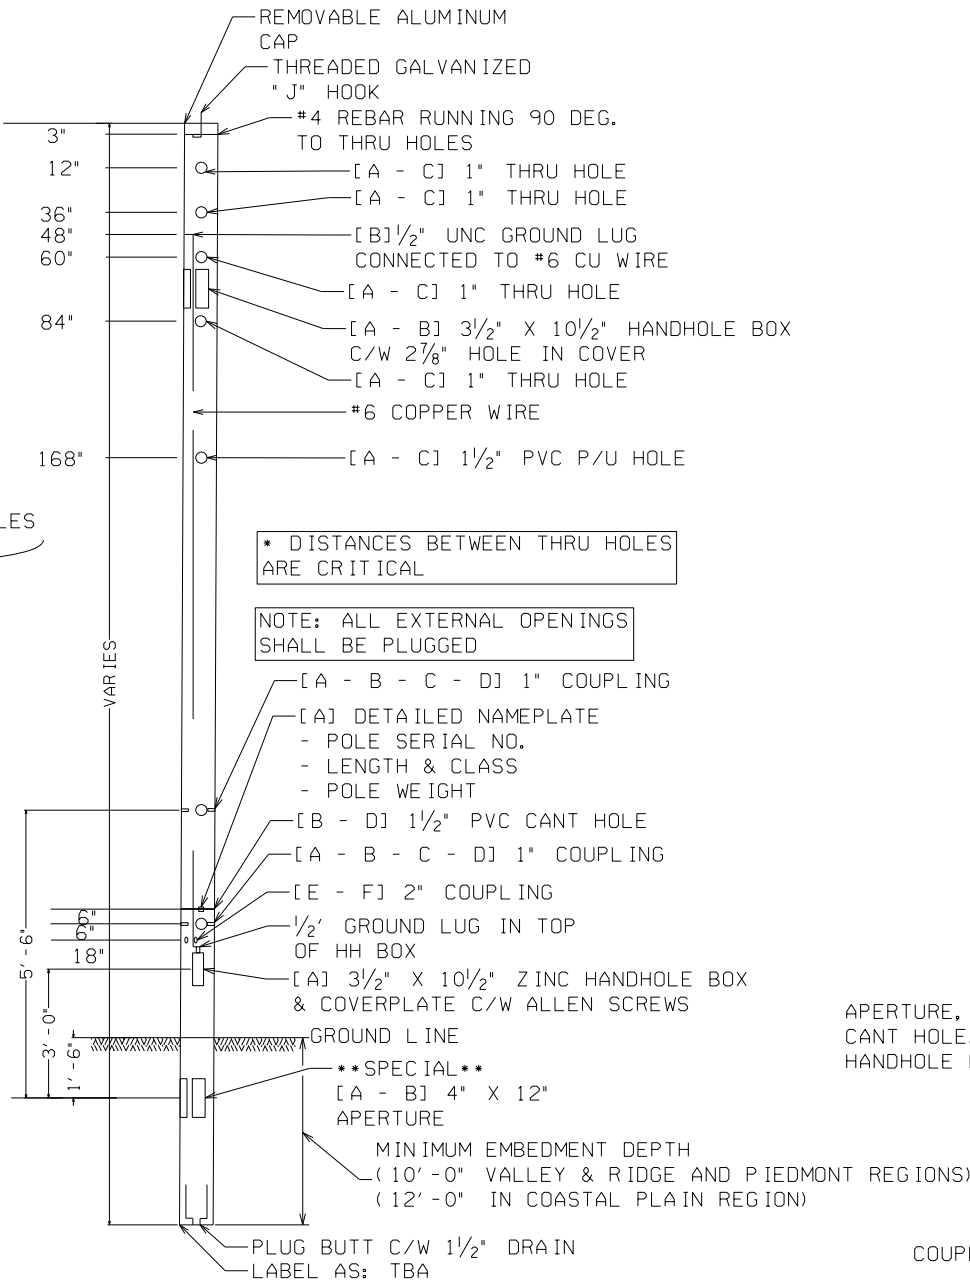 REMOVABLE ALUMINUM
CAP
THREADED GALVANIZED
"J" HOOK
#4 REBAR RUNNING 90 DEG.
TO THRU HOLES
3"
12"
[A - C] 1" THRU HOLE
36"
[A - C] 1" THRU HOLE
48"
[B] 1/2" UNC GROUND LUG
CONNECTED TO #6 CU WIRE
60"
[A - C] 1" THRU HOLE
84"
[A - B] 3 1/2" X 10 1/2" HANDHOLE BOX
C/W 2 7/8" HOLE IN COVER
[A - C] 1" THRU HOLE
#6 COPPER WIRE
168"
[A - C] 1 1/2" PVC P/U HOLE
LES
* DISTANCES BETWEEN THRU HOLES
ARE CRITICAL
NOTE: ALL EXTERNAL OPENINGS
SHALL BE PLUGGED
VARIES
[A - B - C - D] 1" COUPLING
[A] DETAILED NAMEPLATE
- POLE SERIAL NO.
- LENGTH & CLASS
- POLE WEIGHT
[B - D] 1 1/2" PVC CANT HOLE
[A - B - C - D] 1" COUPLING
[E - F] 2" COUPLING
6"
6"
18"
5'-6"
3'-0"
1'-6"
1/2' GROUND LUG IN TOP
OF HH BOX
[A] 3 1/2" X 10 1/2" ZINC HANDHOLE BOX
& COVERPLATE C/W ALLEN SCREWS
GROUND LINE
**SPECIAL**
[A - B] 4" X 12"
APERTURE
APERTURE,
CANT HOLE,
HANDHOLE
MINIMUM EMBEDMENT DEPTH
(10'-0" VALLEY & RIDGE AND PIEDMONT REGIONS)
(12'-0" IN COASTAL PLAIN REGION)
PLUG BUTT C/W 1 1/2" DRAIN
LABEL AS: TBA
COUPL